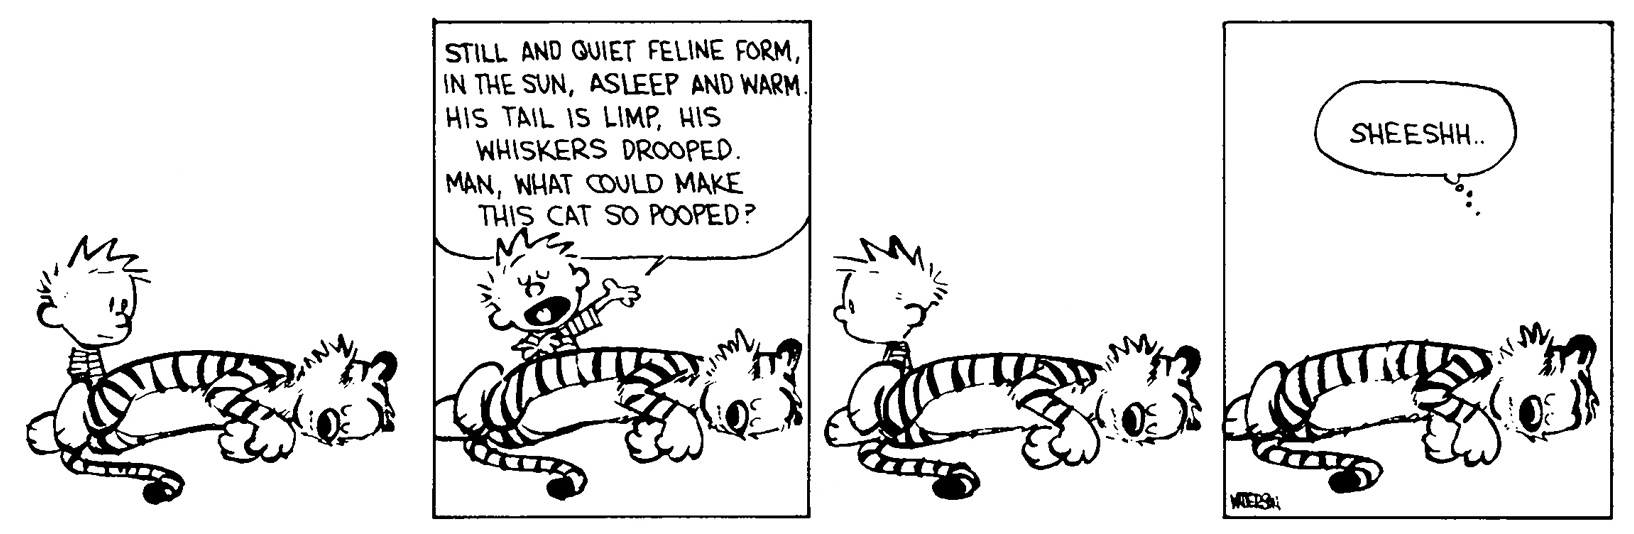 STILL AND QUIET FELINE FORM,
IN THE SUN, ASLEEP AND WARM.
HIS TAIL IS LIMP, HIS
WHISKERS DROOPED.
MAN, WHAT COULD MAKE
THIS CAT SO POOPED?
SHEESHH..
WATTERSON